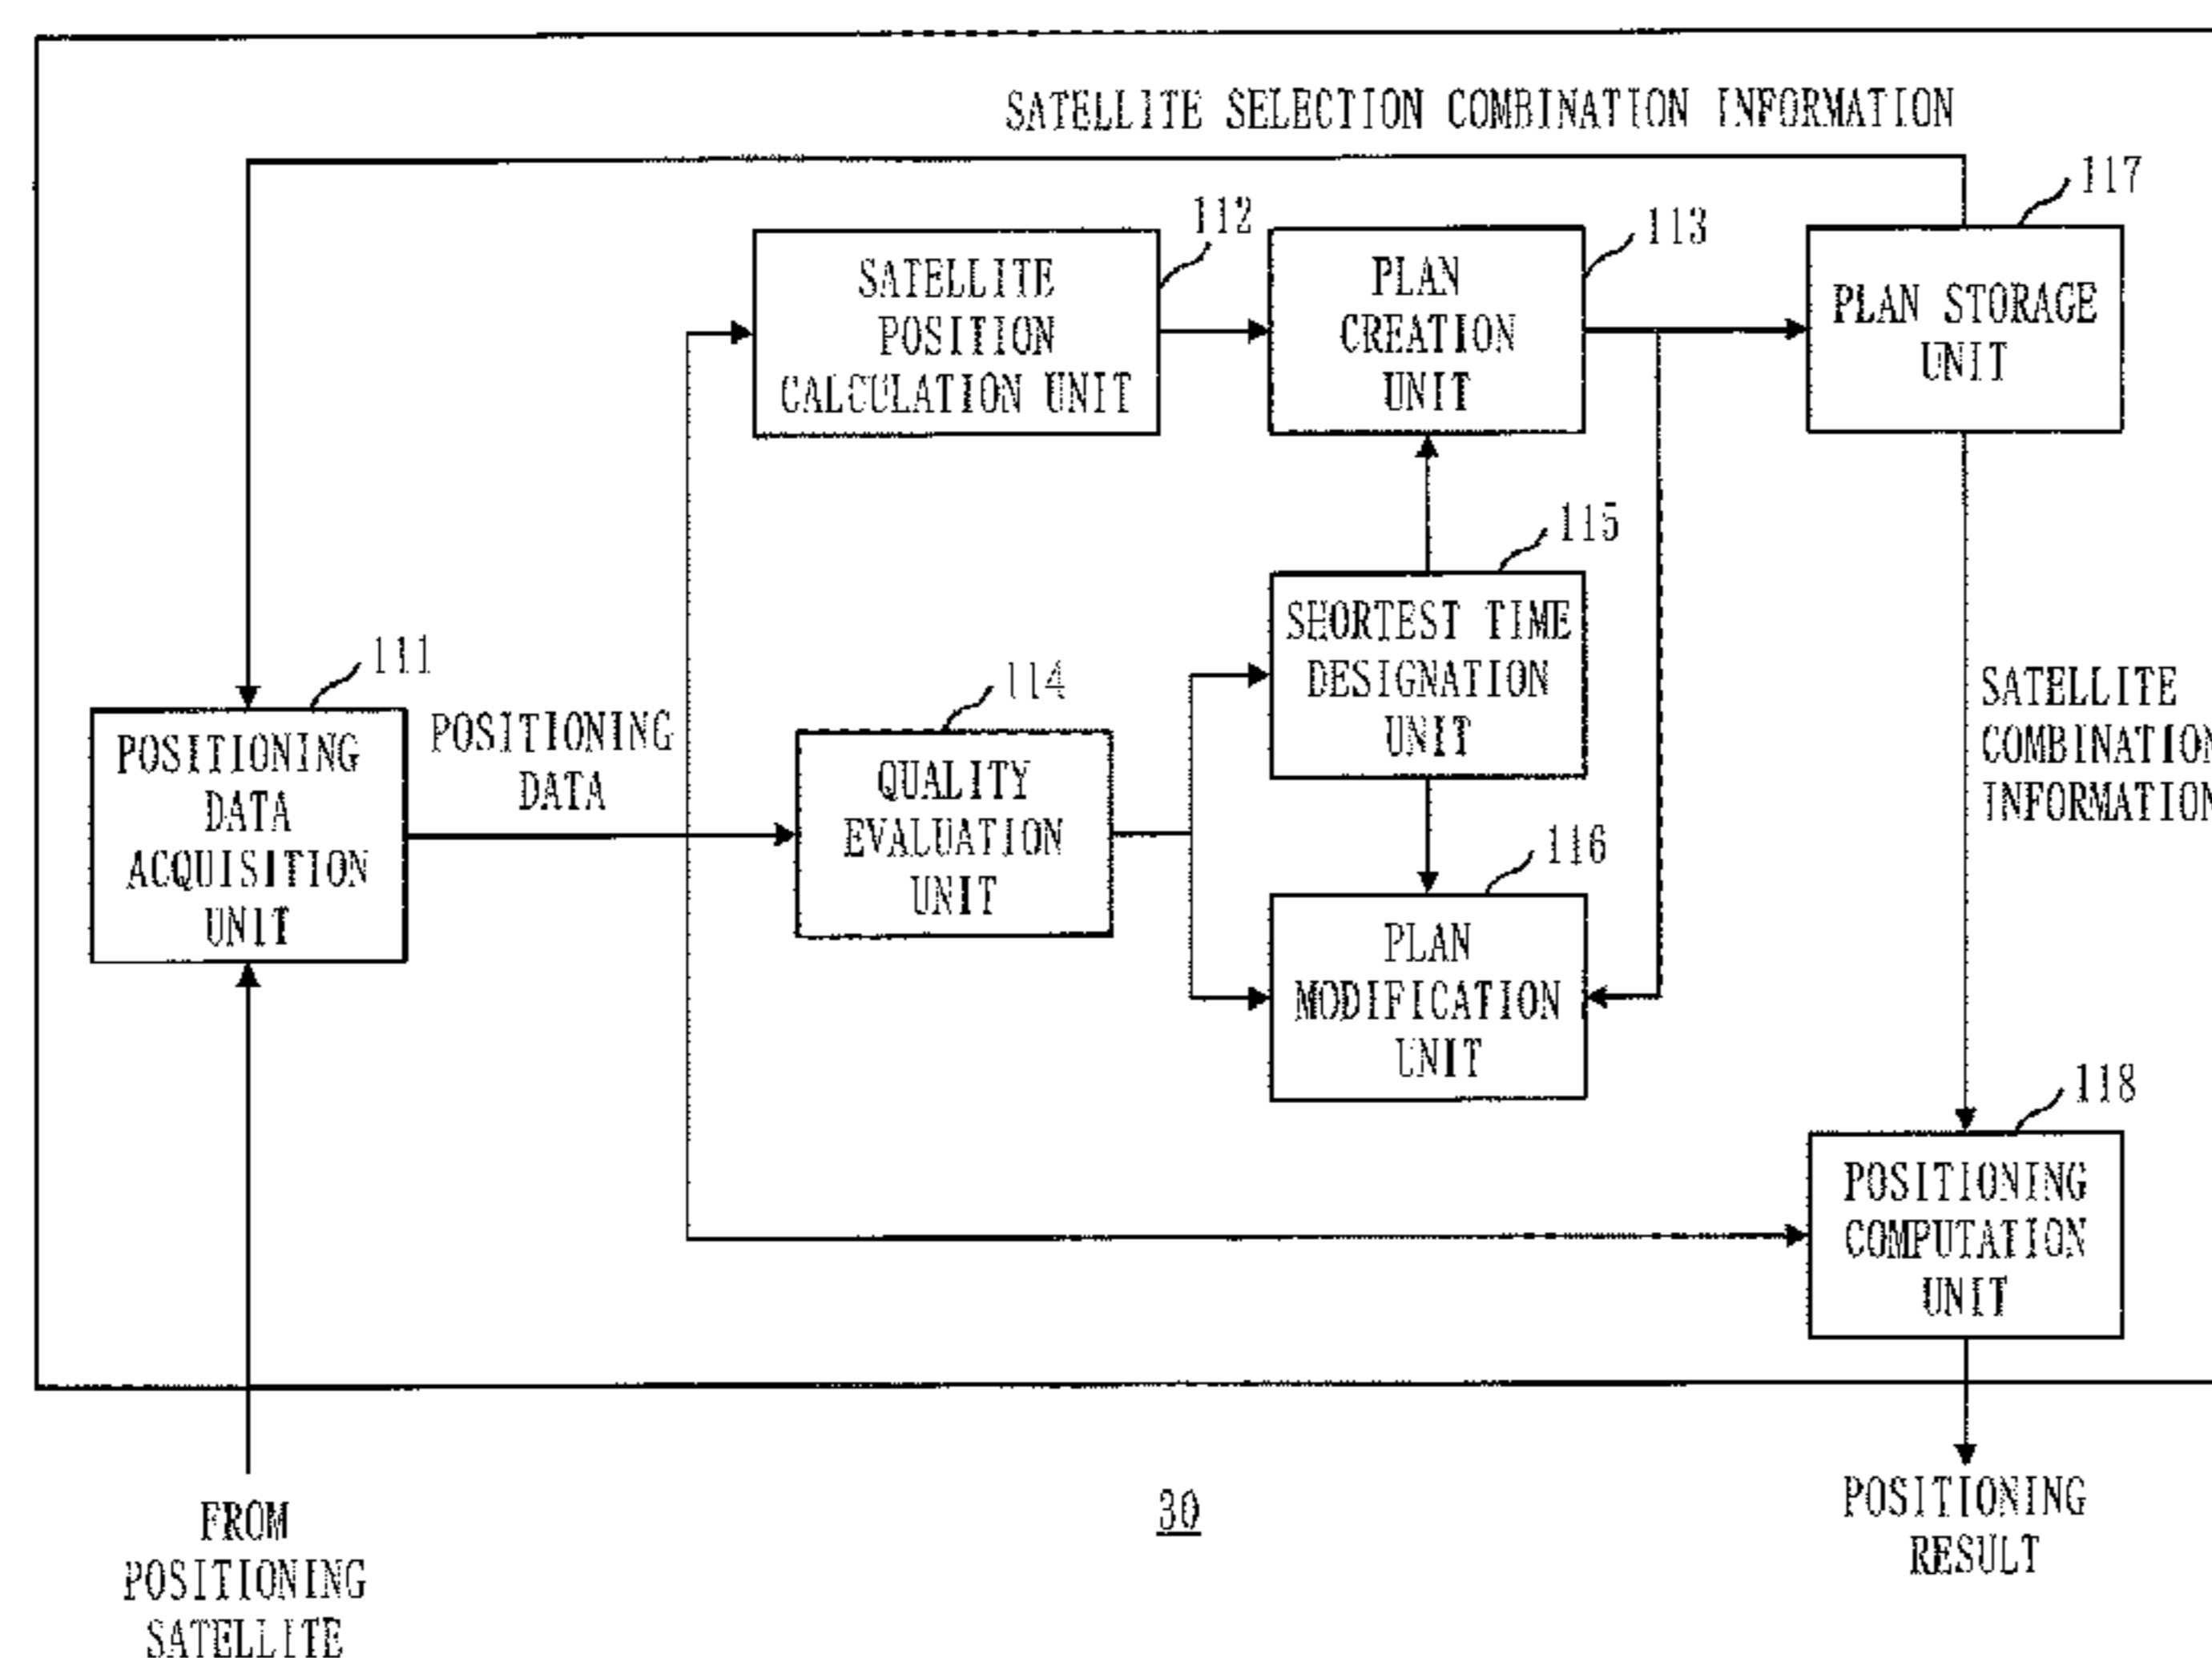 SATELLITE SELECTION COMBINATION INFORMATION
117
112
113
SATELLITE
POSITION
CALCULATION UNIT
PLAN
CREATION
UNIT
PLAN STORAGE
UNIT
115
SHORTEST TIME
DESIGNATION
UNIT
111
POSITIONING
DATA
ACQUISITION
UNIT
POSITIONING
DATA
114
QUALITY
EVALUATION
UNIT
SATELLITE
COMBINATION
INFORMATION
116
PLAN
MODIFICATION
UNIT
118
POSITIONING
COMPUTATION
UNIT
FROM
POSITIONING
SATELLITE
30
POSITIONING
RESULT